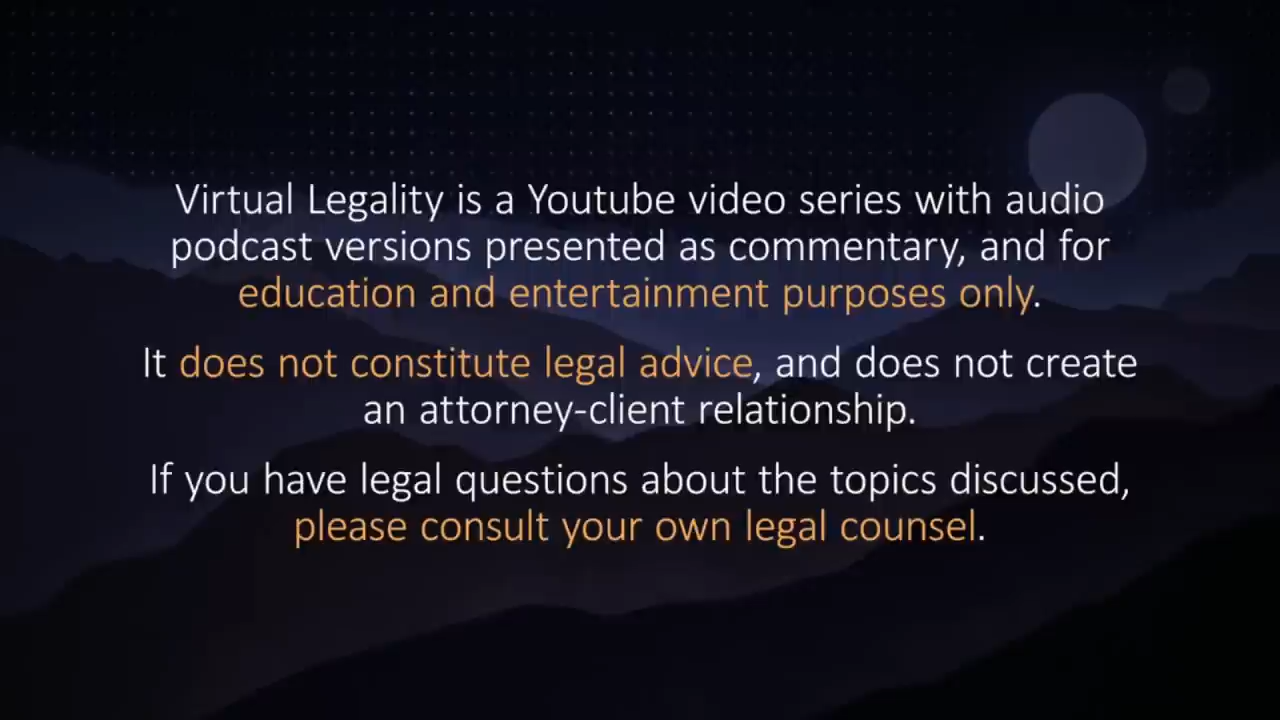 Virtual Legality is a Youtube video series with audio
podcast versions presented as commentary, and for
education and entertainment purposes only.
It does not constitute legal advice, and does not create
an attorney-client relationship.
If you have legal questions about the topics discussed,
please consult your own legal counsel.